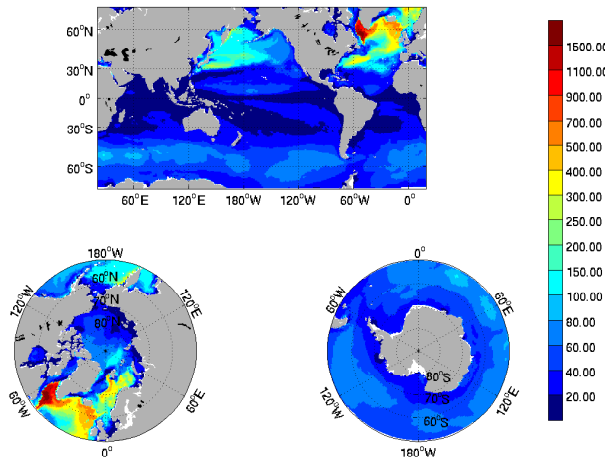 60°N
30°N
0°
30°S
60°S
60°E
120°E
180°W
120°W
60°W
0°
1500.00
1100.00
900.00
700.00
500.00
400.00
300.00
250.00
200.00
150.00
100.00
80.00
60.00
40.00
20.00
180°W
120°W
120°E
60°W
60°E
0°
60°N
70°N
80°N
0°
60°W
60°E
120°W
120°E
180°W
80°S
70°S
60°S